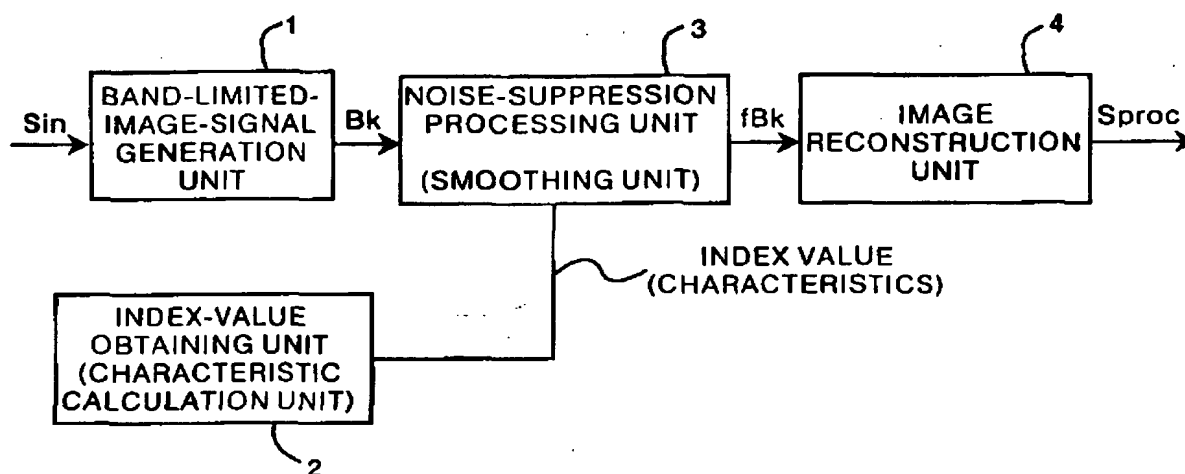 1
3
4
Sin
BAND-LIMITED-
IMAGE-SIGNAL
GENERATION
UNIT
Bk
NOISE-SUPPRESSION
PROCESSING UNIT
(SMOOTHING UNIT)
fBk
IMAGE
RECONSTRUCTION
UNIT
Sproc
INDEX VALUE
(CHARACTERISTICS)
INDEX-VALUE
OBTAINING UNIT
(CHARACTERISTIC
CALCULATION UNIT)
2